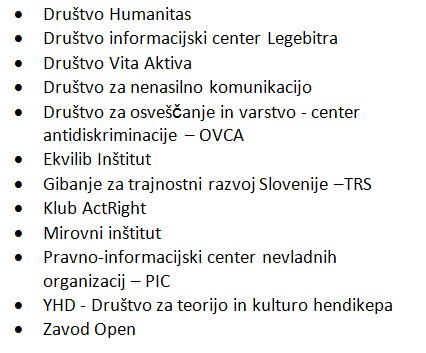 • Društvo Humanitas
• Društvo informacijski center Legebitra
• Društvo Vita Aktiva
• Društvo za nenasilno komunikacijo
• Društvo za osveščanje in varstvo - center
antidiskriminacije – OVCA
• Ekvilib Inštitut
• Gibanje za trajnostni razvoj Slovenije –TRS
• Klub ActRight
• Mirovni inštitut
• Pravno-informacijski center nevladnih
organizacij – PIC
• YHD - Društvo za teorijo in kulturo hendikepa
• Zavod Open